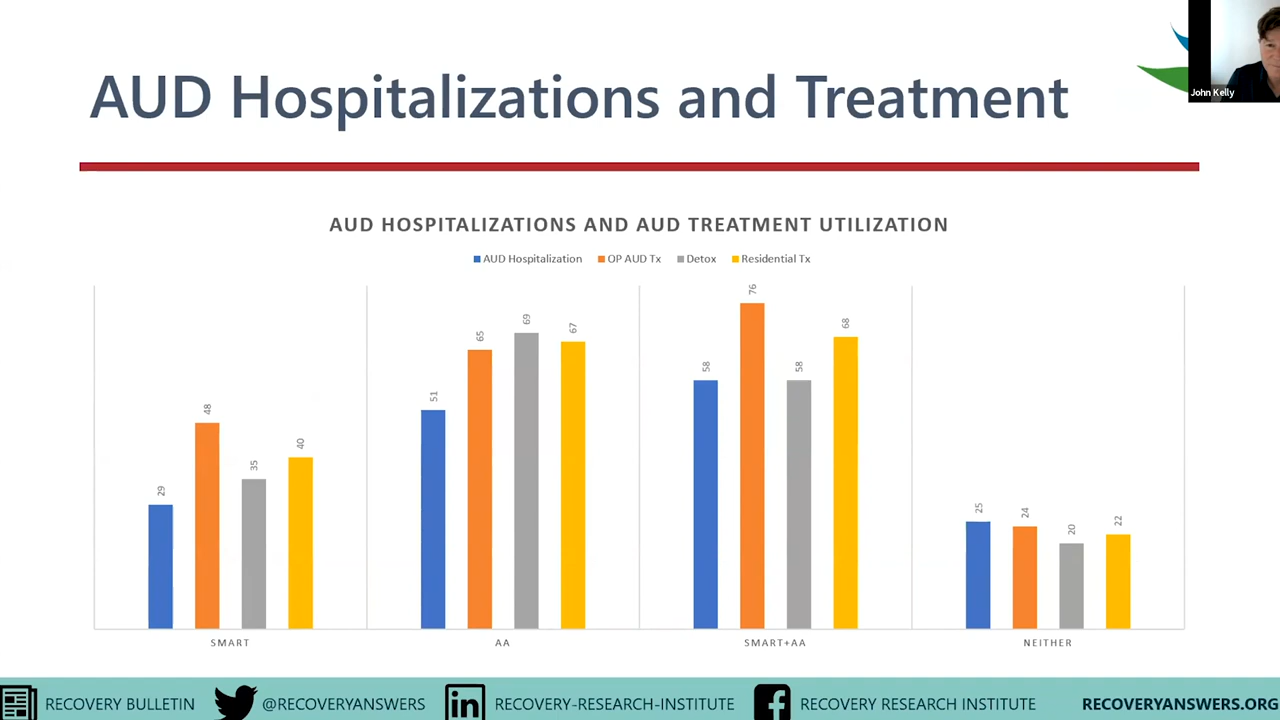 John Kelly
AUD Hospitalizations and Treatment
AUD HOSPITALIZATIONS AND AUD TREATMENT UTILIZATION
AUD Hospitalization OP AUD Tx Detox Residential Tx
29 48 35 40 51 65 69 67 58 76 58 68 25 24 20 22
SMART AA SMART+AA NEITHER
RECOVERY BULLETIN @RECOVERYANSWERS RECOVERY-RESEARCH-INSTITUTE RECOVERY RESEARCH INSTITUTE RECOVERYANSWERS.ORG